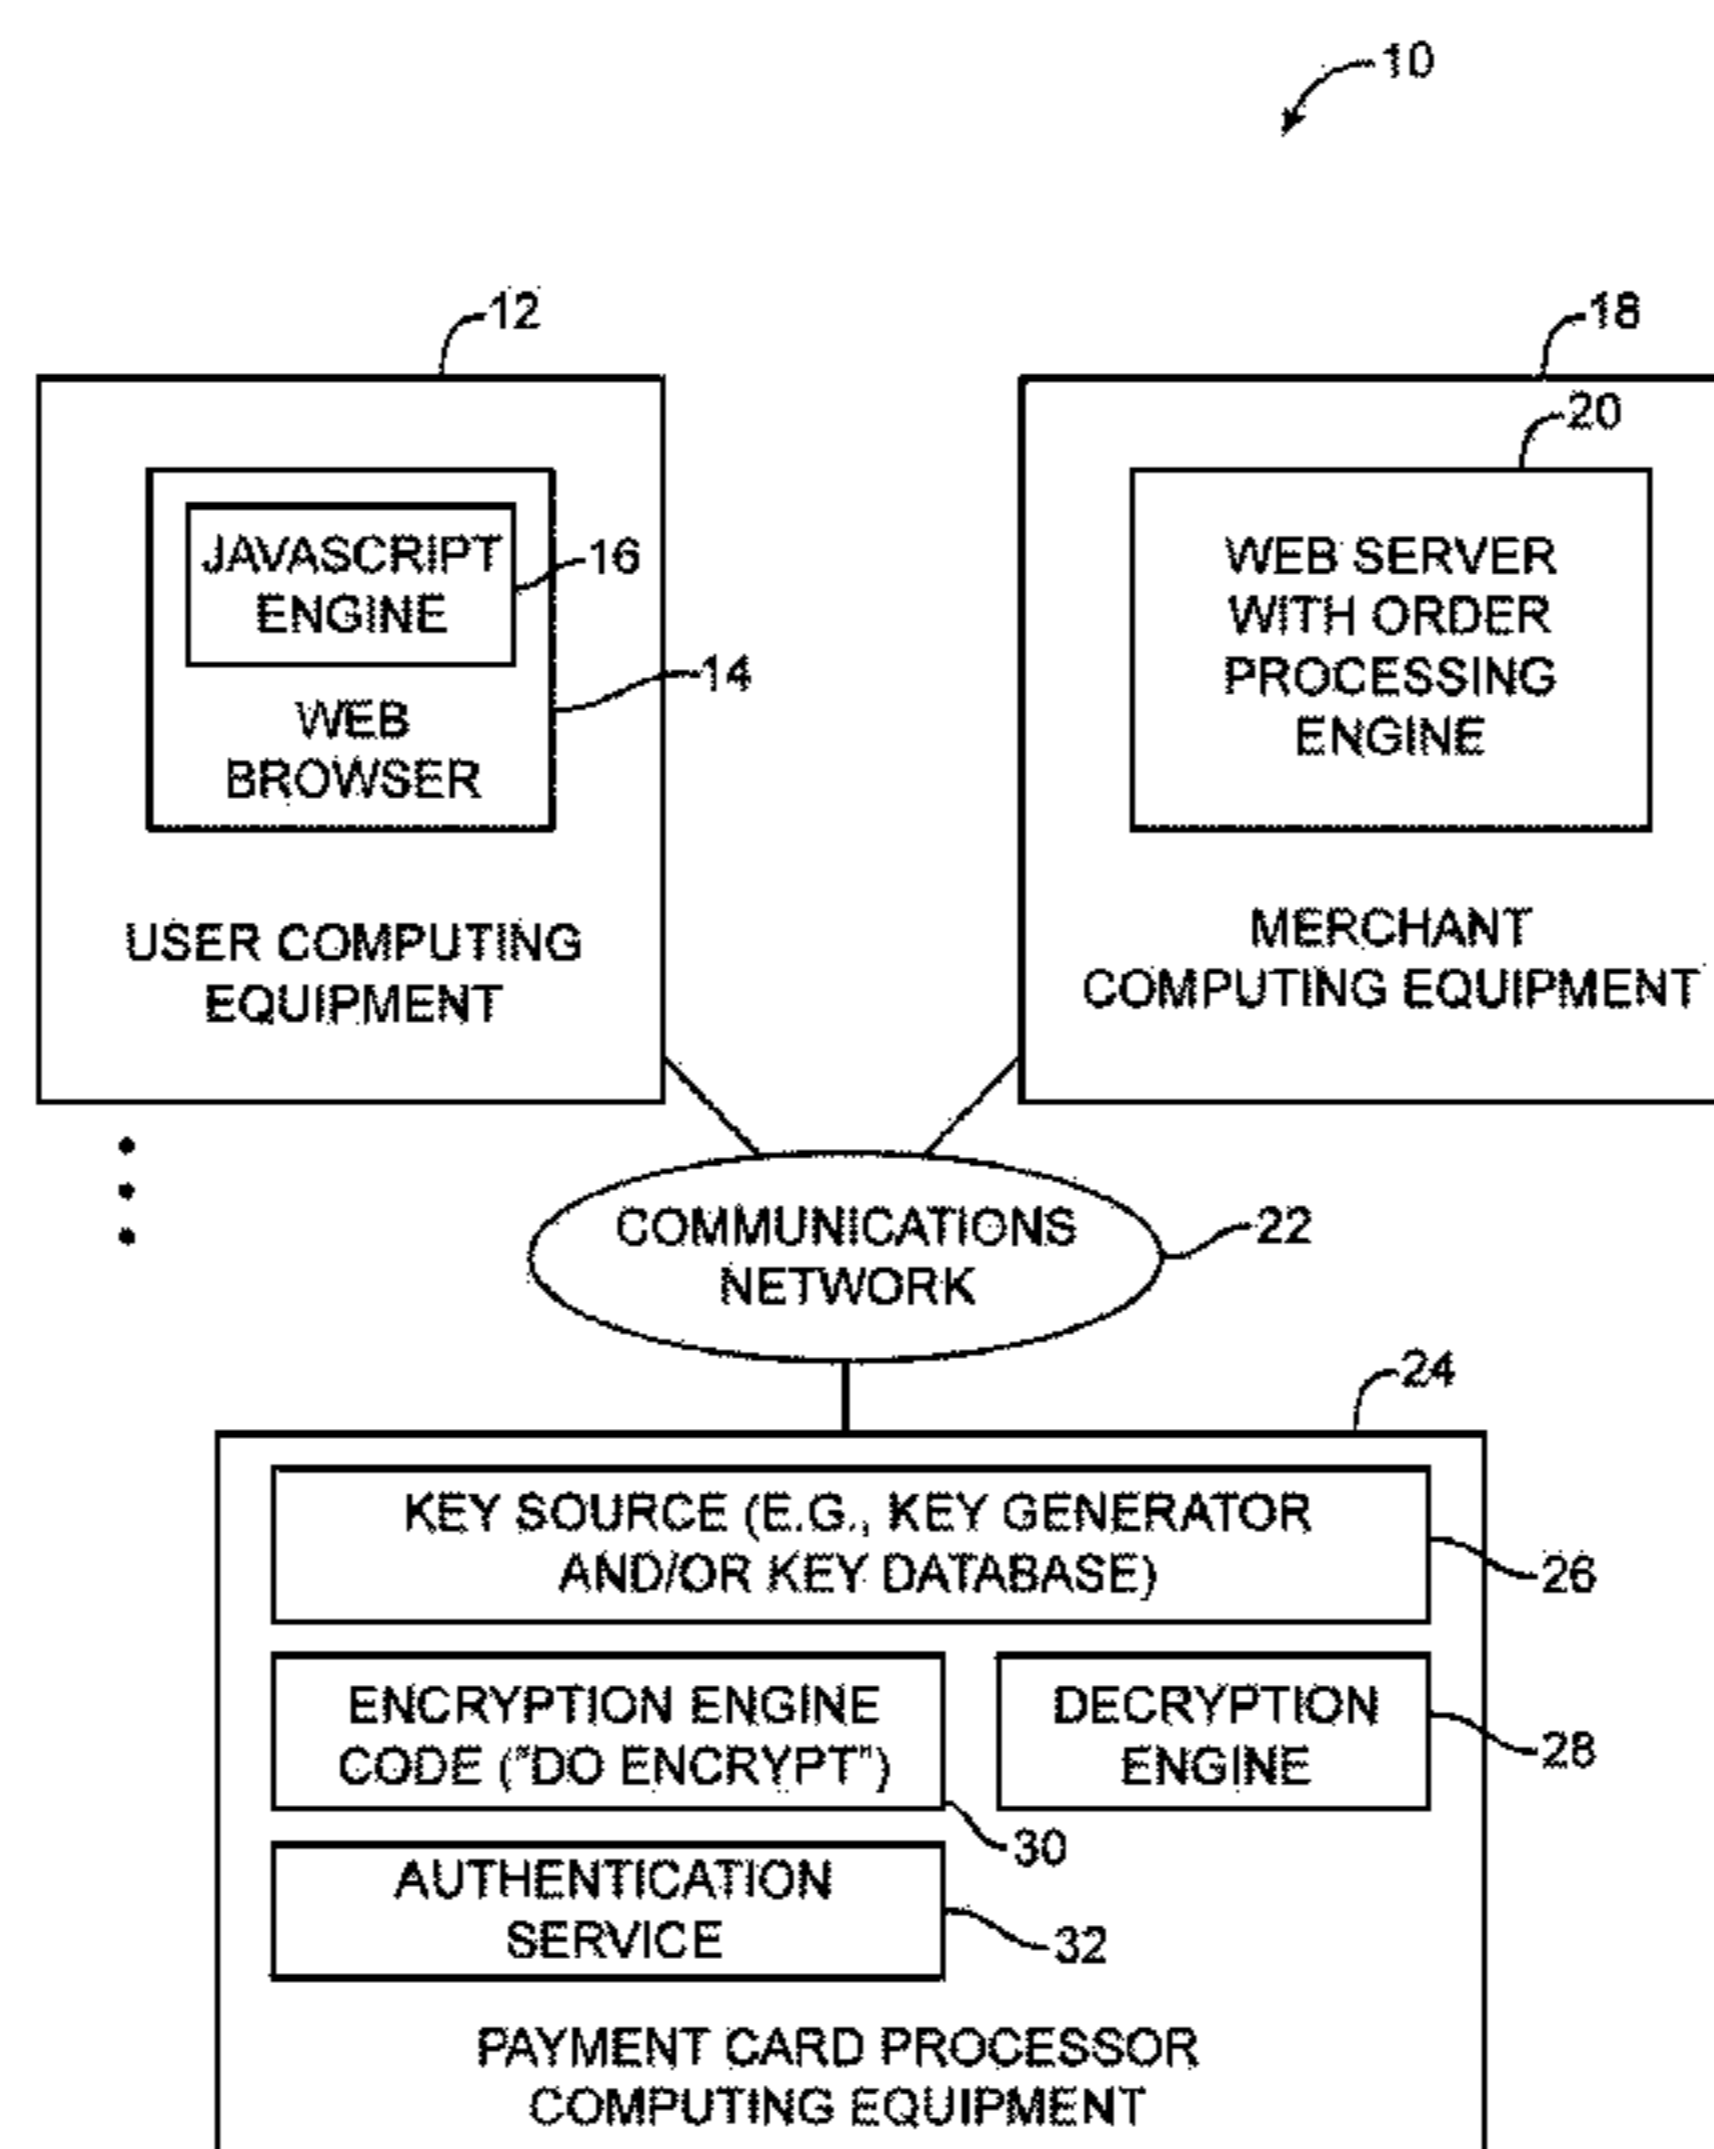 10
12
18
20
JAVASCRIPT
ENGINE
16
14
WEB
BROWSER
WEB SERVER
WITH ORDER
PROCESSING
ENGINE
USER COMPUTING
EQUIPMENT
MERCHANT
COMPUTING EQUIPMENT
COMMUNICATIONS
NETWORK
22
24
KEY SOURCE (E.G., KEY GENERATOR
AND/OR KEY DATABASE)
26
ENCRYPTION ENGINE
CODE ("DO ENCRYPT")
30
DECRYPTION
ENGINE
28
AUTHENTICATION
SERVICE
32
PAYMENT CARD PROCESSOR
COMPUTING EQUIPMENT